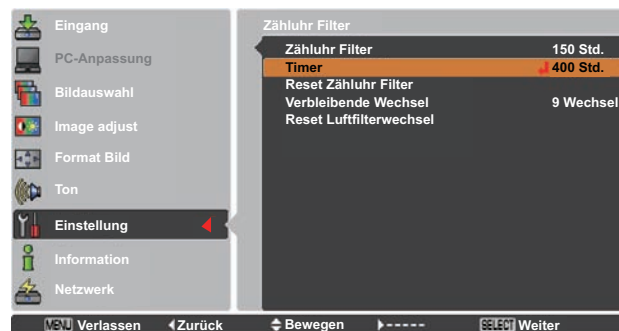 Eingang
PC-Anpassung
Bildauswahl
Image adjust
Format Bild
Ton
Einstellung
Information
Netzwerk
Zähluhr Filter
Zähluhr Filter 150 Std.
Timer 400 Std.
Reset Zähluhr Filter
Verbleibende Wechsel 9 Wechsel
Reset Luftfilterwechsel
MENU Verlassen Zurück Bewegen ----- SELECT Weiter